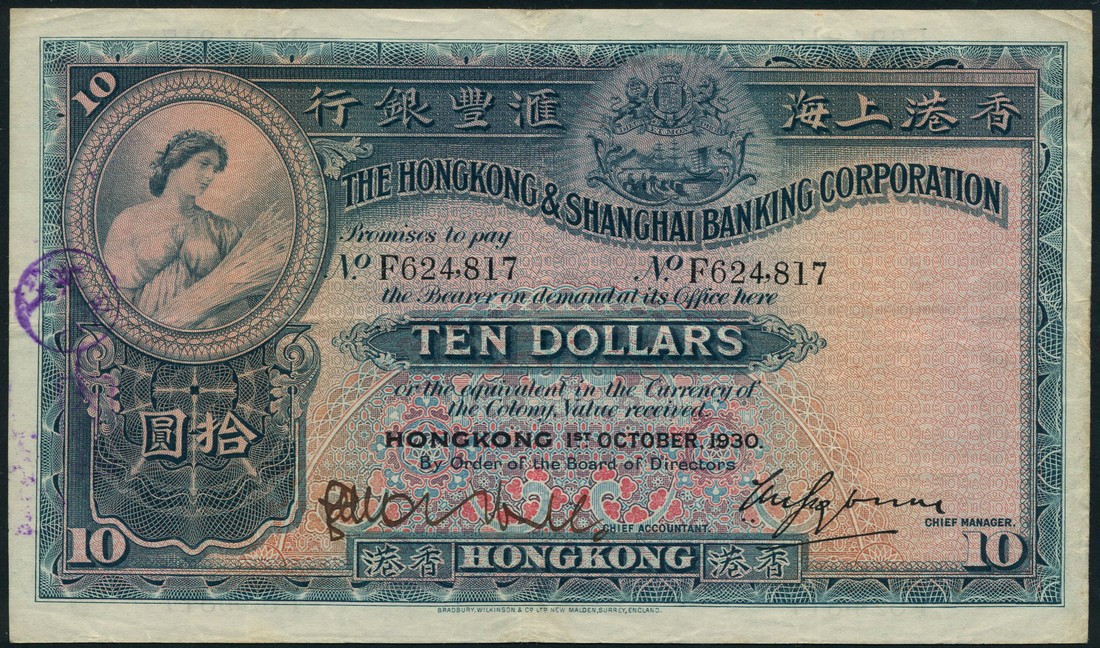 10
行銀豐滙 海上港香
THE HONGKONG & SHANGHAI BANKING CORPORATION
Promises to pay
No. F624,817 No. F624,817
the Bearer on demand at its Office here
TEN DOLLARS
or the equivalent in the Currency of
the Colony, Value received.
圓拾
HONGKONG 1ST OCTOBER, 1930.
By Order of the Board of Directors
CHIEF ACCOUNTANT.
CHIEF MANAGER.
10 港香 HONGKONG 港香 10
BRADBURY, WILKINSON & CO. LTD. NEW MALDEN, SURREY, ENGLAND.